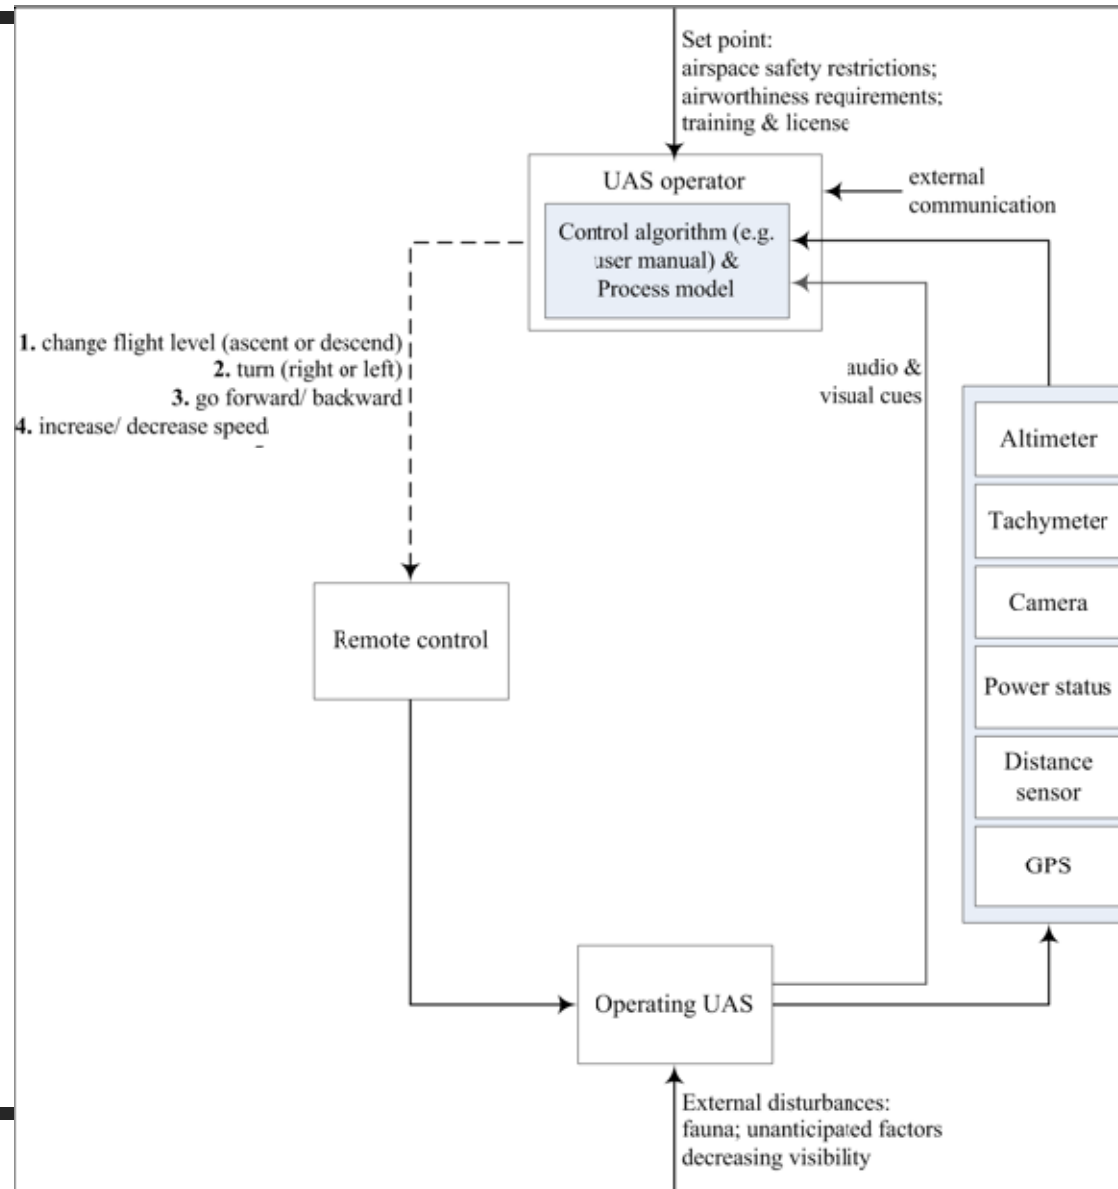 Set point:
airspace safety restrictions;
airworthiness requirements;
training & license
UAS operator
external
communication
Control algorithm (e.g.
user manual) &
Process model
1. change flight level (ascent or descend)
2. turn (right or left)
3. go forward/ backward
4. increase/ decrease speed
audio &
visual cues
Altimeter
Tachymeter
Camera
Power status
Distance
sensor
GPS
Remote control
Operating UAS
External disturbances:
fauna; unanticipated factors
decreasing visibility